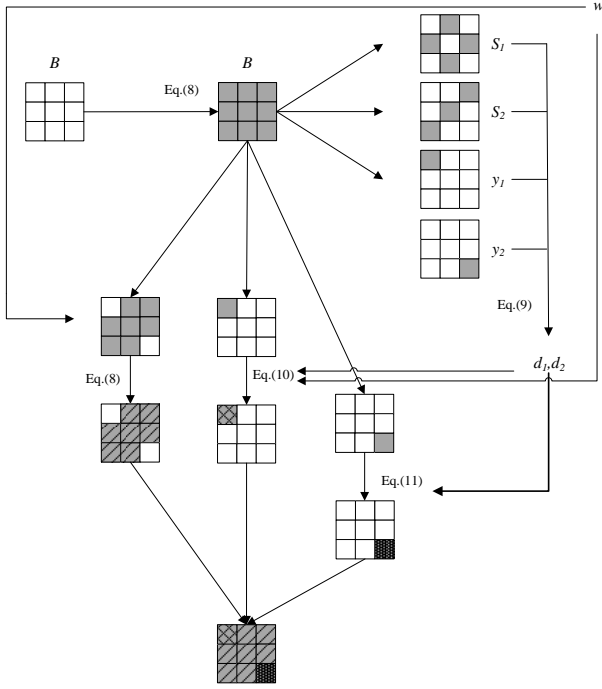 w
B
B
S1
Eq.(8)
S2
y1
y2
Eq.(9)
d1,d2
Eq.(8)
Eq.(10)
Eq.(11)